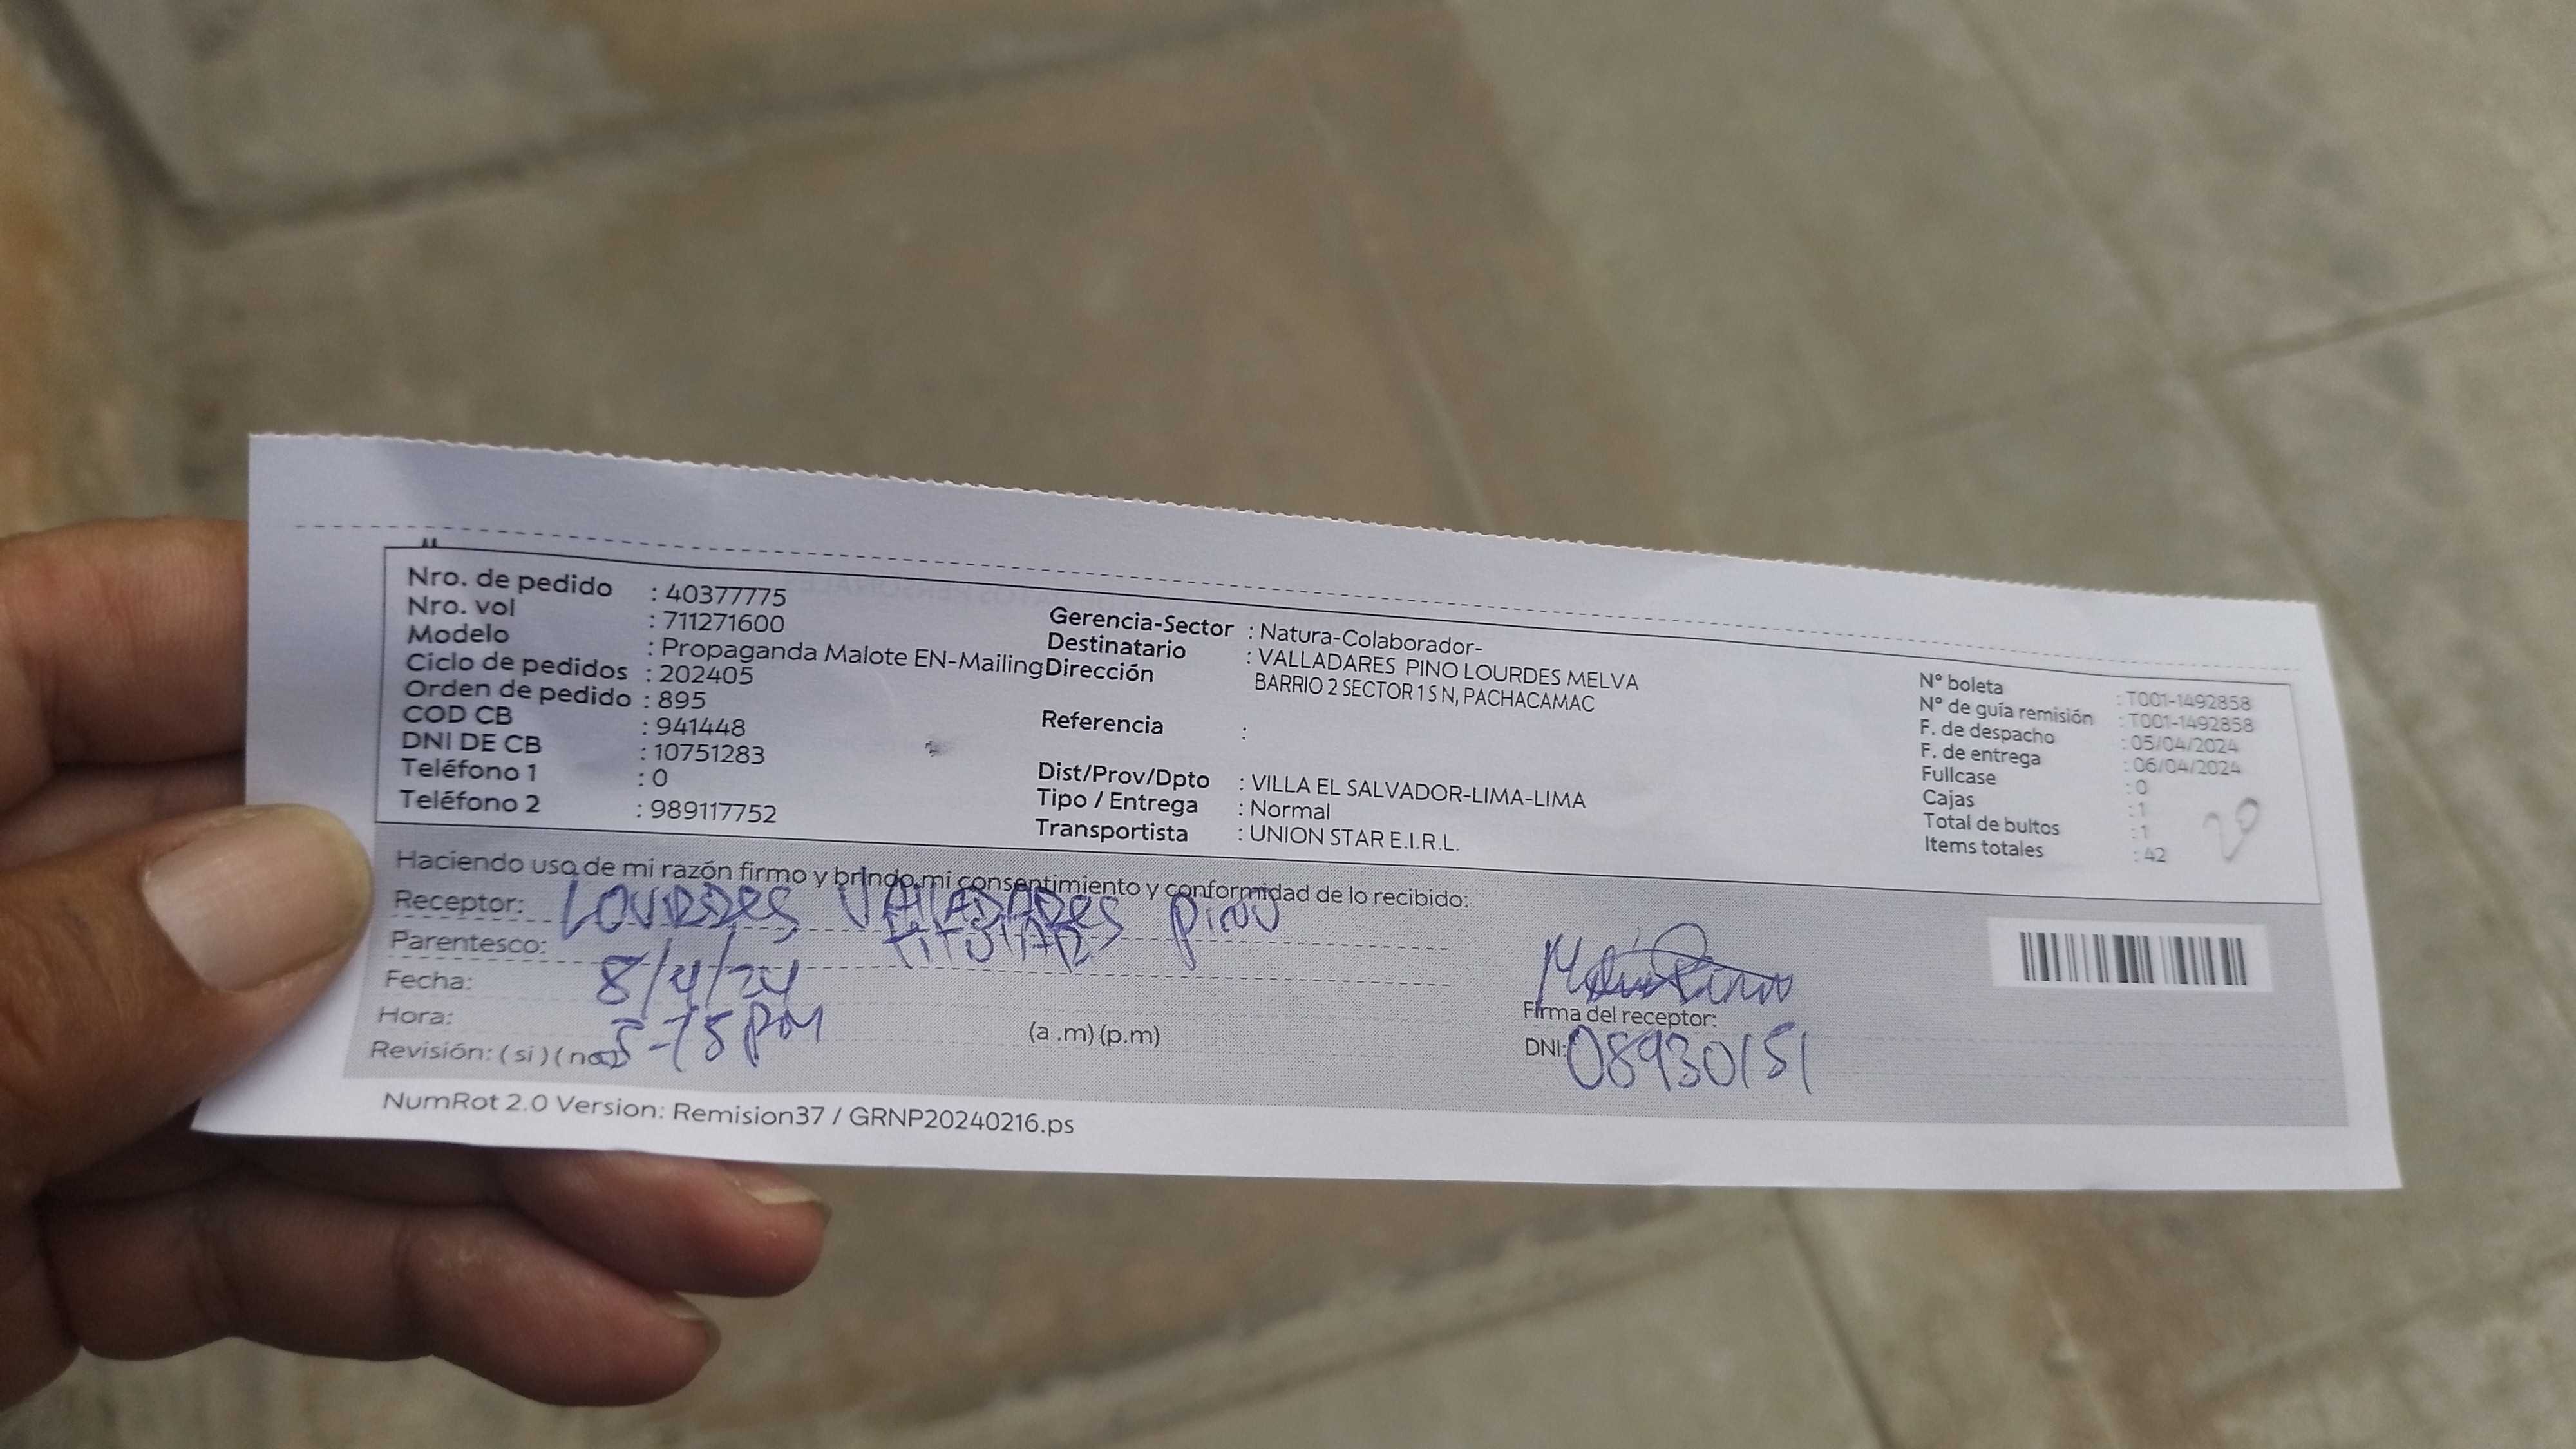 Nro. de pedido : 40377775
Nro. vol : 711271600
Modelo : Propaganda Malote EN-Mailing
Ciclo de pedidos : 202405
Orden de pedido : 895
COD CB : 941448
DNI DE CB : 10751283
Teléfono 1 : 0
Teléfono 2 : 989117752
Gerencia-Sector : Natura-Colaborador-
Destinatario : VALLADARES PINO LOURDES MELVA
Dirección BARRIO 2 SECTOR 1 S N, PACHACAMAC
Referencia :
Dist/Prov/Dpto : VILLA EL SALVADOR-LIMA-LIMA
Tipo / Entrega : Normal
Transportista : UNION STAR E.I.R.L.
N° boleta : T001-1492858
N° de guía remisión : T001-1492858
F. de despacho : 05/04/2024
F. de entrega : 06/04/2024
Fullcase : 0
Cajas : 1
Total de bultos : 1
Items totales : 42
20
Haciendo uso de mi razón firmo y brindo mi consentimiento y conformidad de lo recibido:
Receptor: LOURDES VALLADARES PINO
Parentesco: TITULAR
Fecha: 8/4/24
Hora: 5-15 PM (a .m) (p.m)
Revisión: ( si ) ( no
Firma del receptor:
DNI: 08930151
NumRot 2.0 Version: Remision37 / GRNP20240216.ps